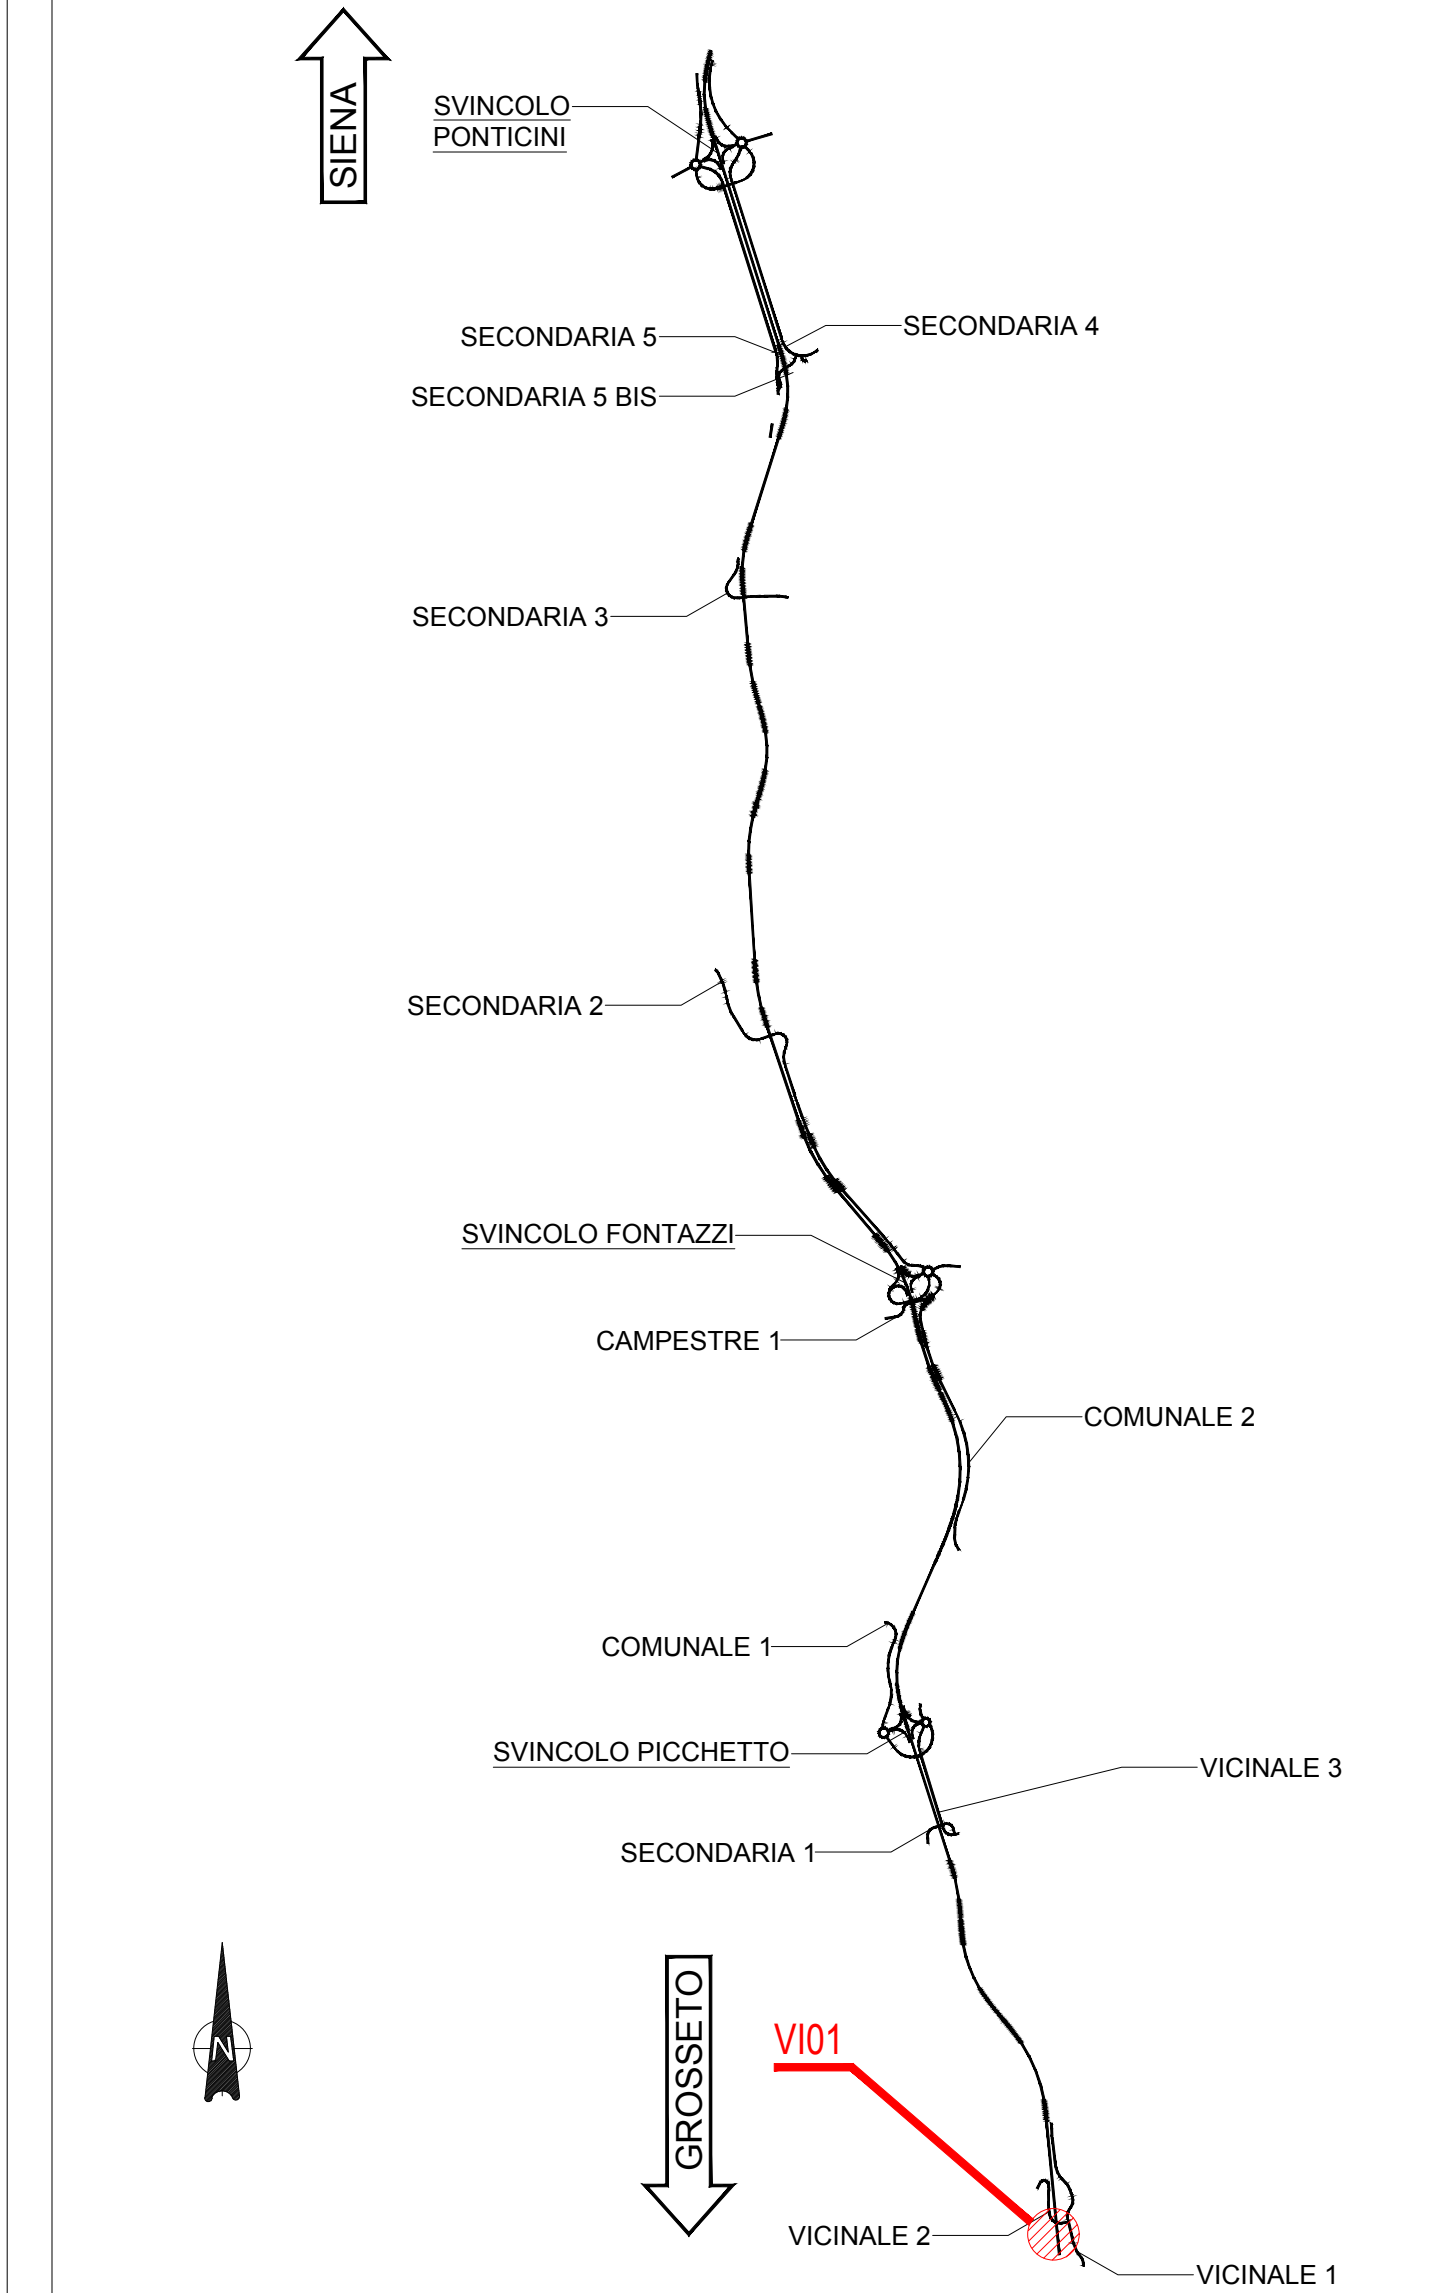 SIENA
SVINCOLO
PONTICINI
SECONDARIA 4
SECONDARIA 5
SECONDARIA 5 BIS
SECONDARIA 3
SECONDARIA 2
SVINCOLO FONTAZZI
CAMPESTRE 1
COMUNALE 2
COMUNALE 1
SVINCOLO PICCHETTO
VICINALE 3
SECONDARIA 1
N
GROSSETO
VI01
VICINALE 2
VICINALE 1